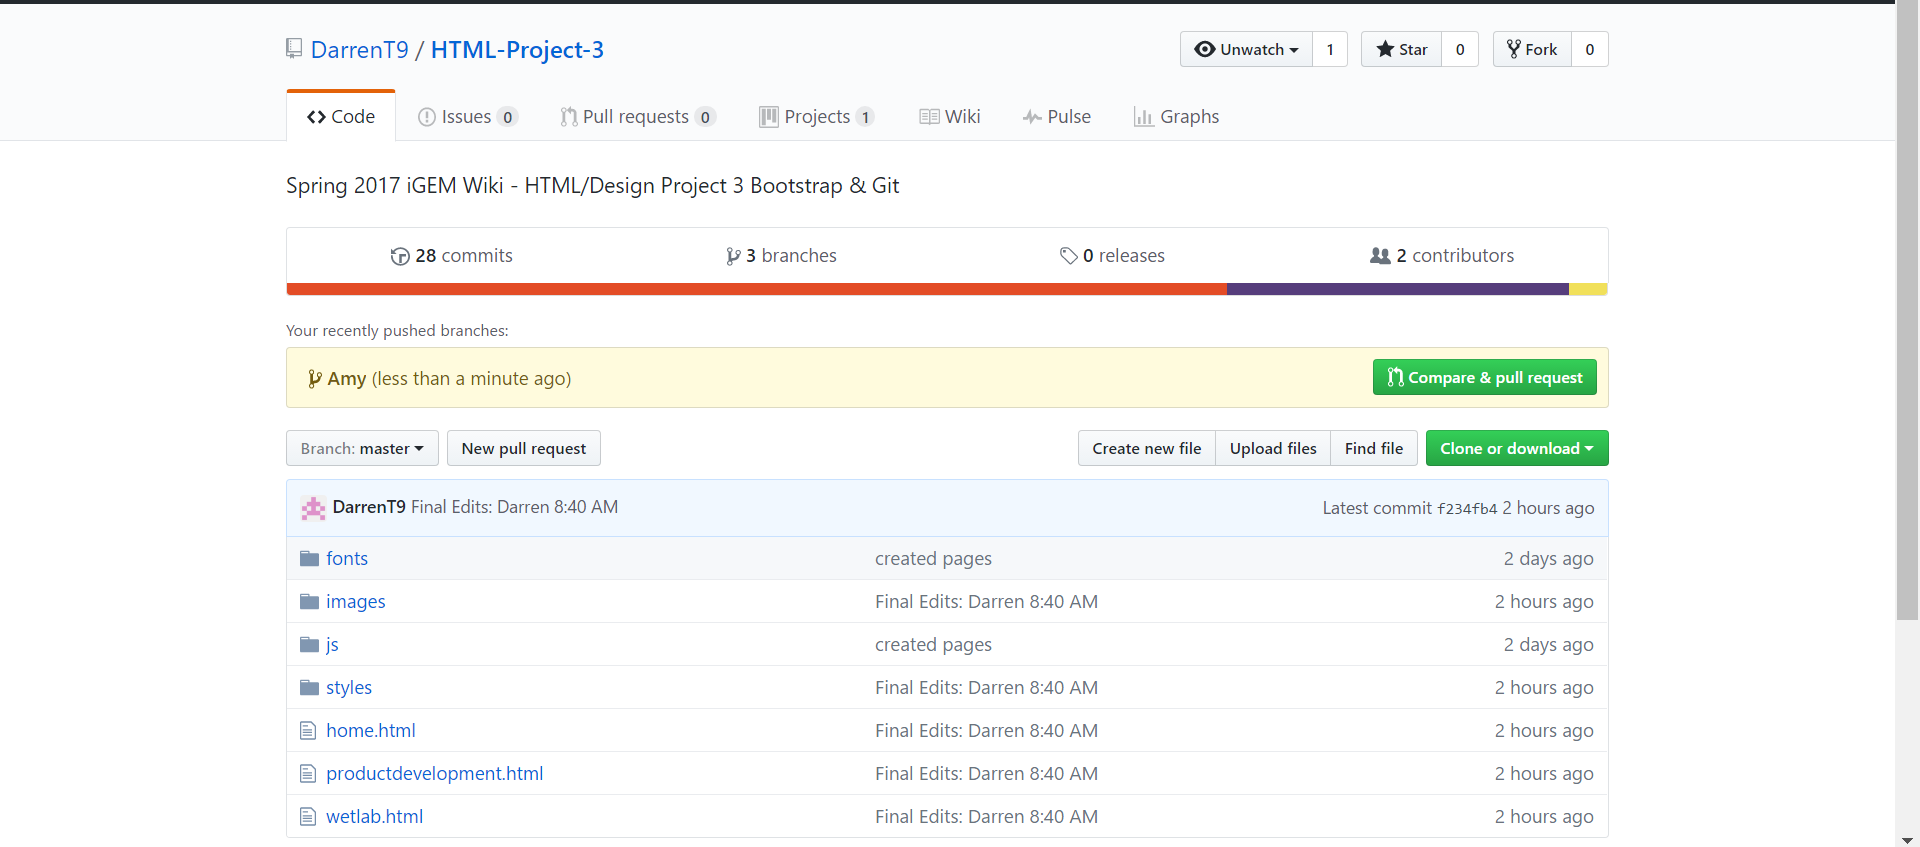 DarrenT9 / HTML-Project-3 Unwatch 1 Star 0 Fork 0
Code Issues 0 Pull requests 0 Projects 1 Wiki Pulse Graphs
Spring 2017 iGEM Wiki - HTML/Design Project 3 Bootstrap & Git
28 commits 3 branches 0 releases 2 contributors
Your recently pushed branches:
Amy (less than a minute ago) Compare & pull request
Branch: master New pull request Create new file Upload files Find file Clone or download
DarrenT9 Final Edits: Darren 8:40 AM Latest commit f234fb4 2 hours ago
fonts created pages 2 days ago
images Final Edits: Darren 8:40 AM 2 hours ago
js created pages 2 days ago
styles Final Edits: Darren 8:40 AM 2 hours ago
home.html Final Edits: Darren 8:40 AM 2 hours ago
productdevelopment.html Final Edits: Darren 8:40 AM 2 hours ago
wetlab.html Final Edits: Darren 8:40 AM 2 hours ago